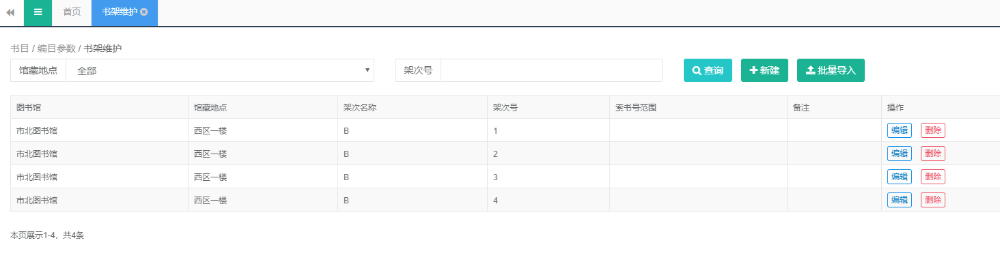 首页 书架维护
书目 / 编目参数 / 书架维护
馆藏地点 全部 架次号 查询 新建 批量导入
图书馆 馆藏地点 架次名称 架次号 索书号范围 备注 操作
市北图书馆 西区一楼 B 1 编辑 删除
市北图书馆 西区一楼 B 2 编辑 删除
市北图书馆 西区一楼 B 3 编辑 删除
市北图书馆 西区一楼 B 4 编辑 删除
本页展示1-4，共4条